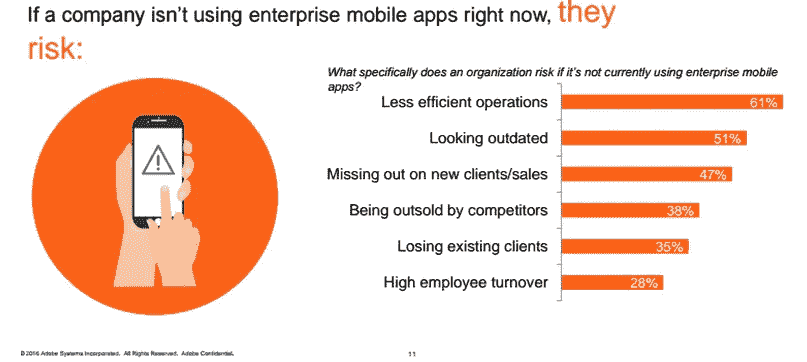 If a company isn't using enterprise mobile apps right now, they
risk:
What specifically does an organization risk if it's not currently using enterprise mobile
apps?
Less efficient operations 61%
Looking outdated 51%
Missing out on new clients/sales 47%
Being outsold by competitors 38%
Losing existing clients 35%
High employee turnover 28%
© 2016 Adobe Systems Incorporated. All Rights Reserved. Adobe Confidential. 11